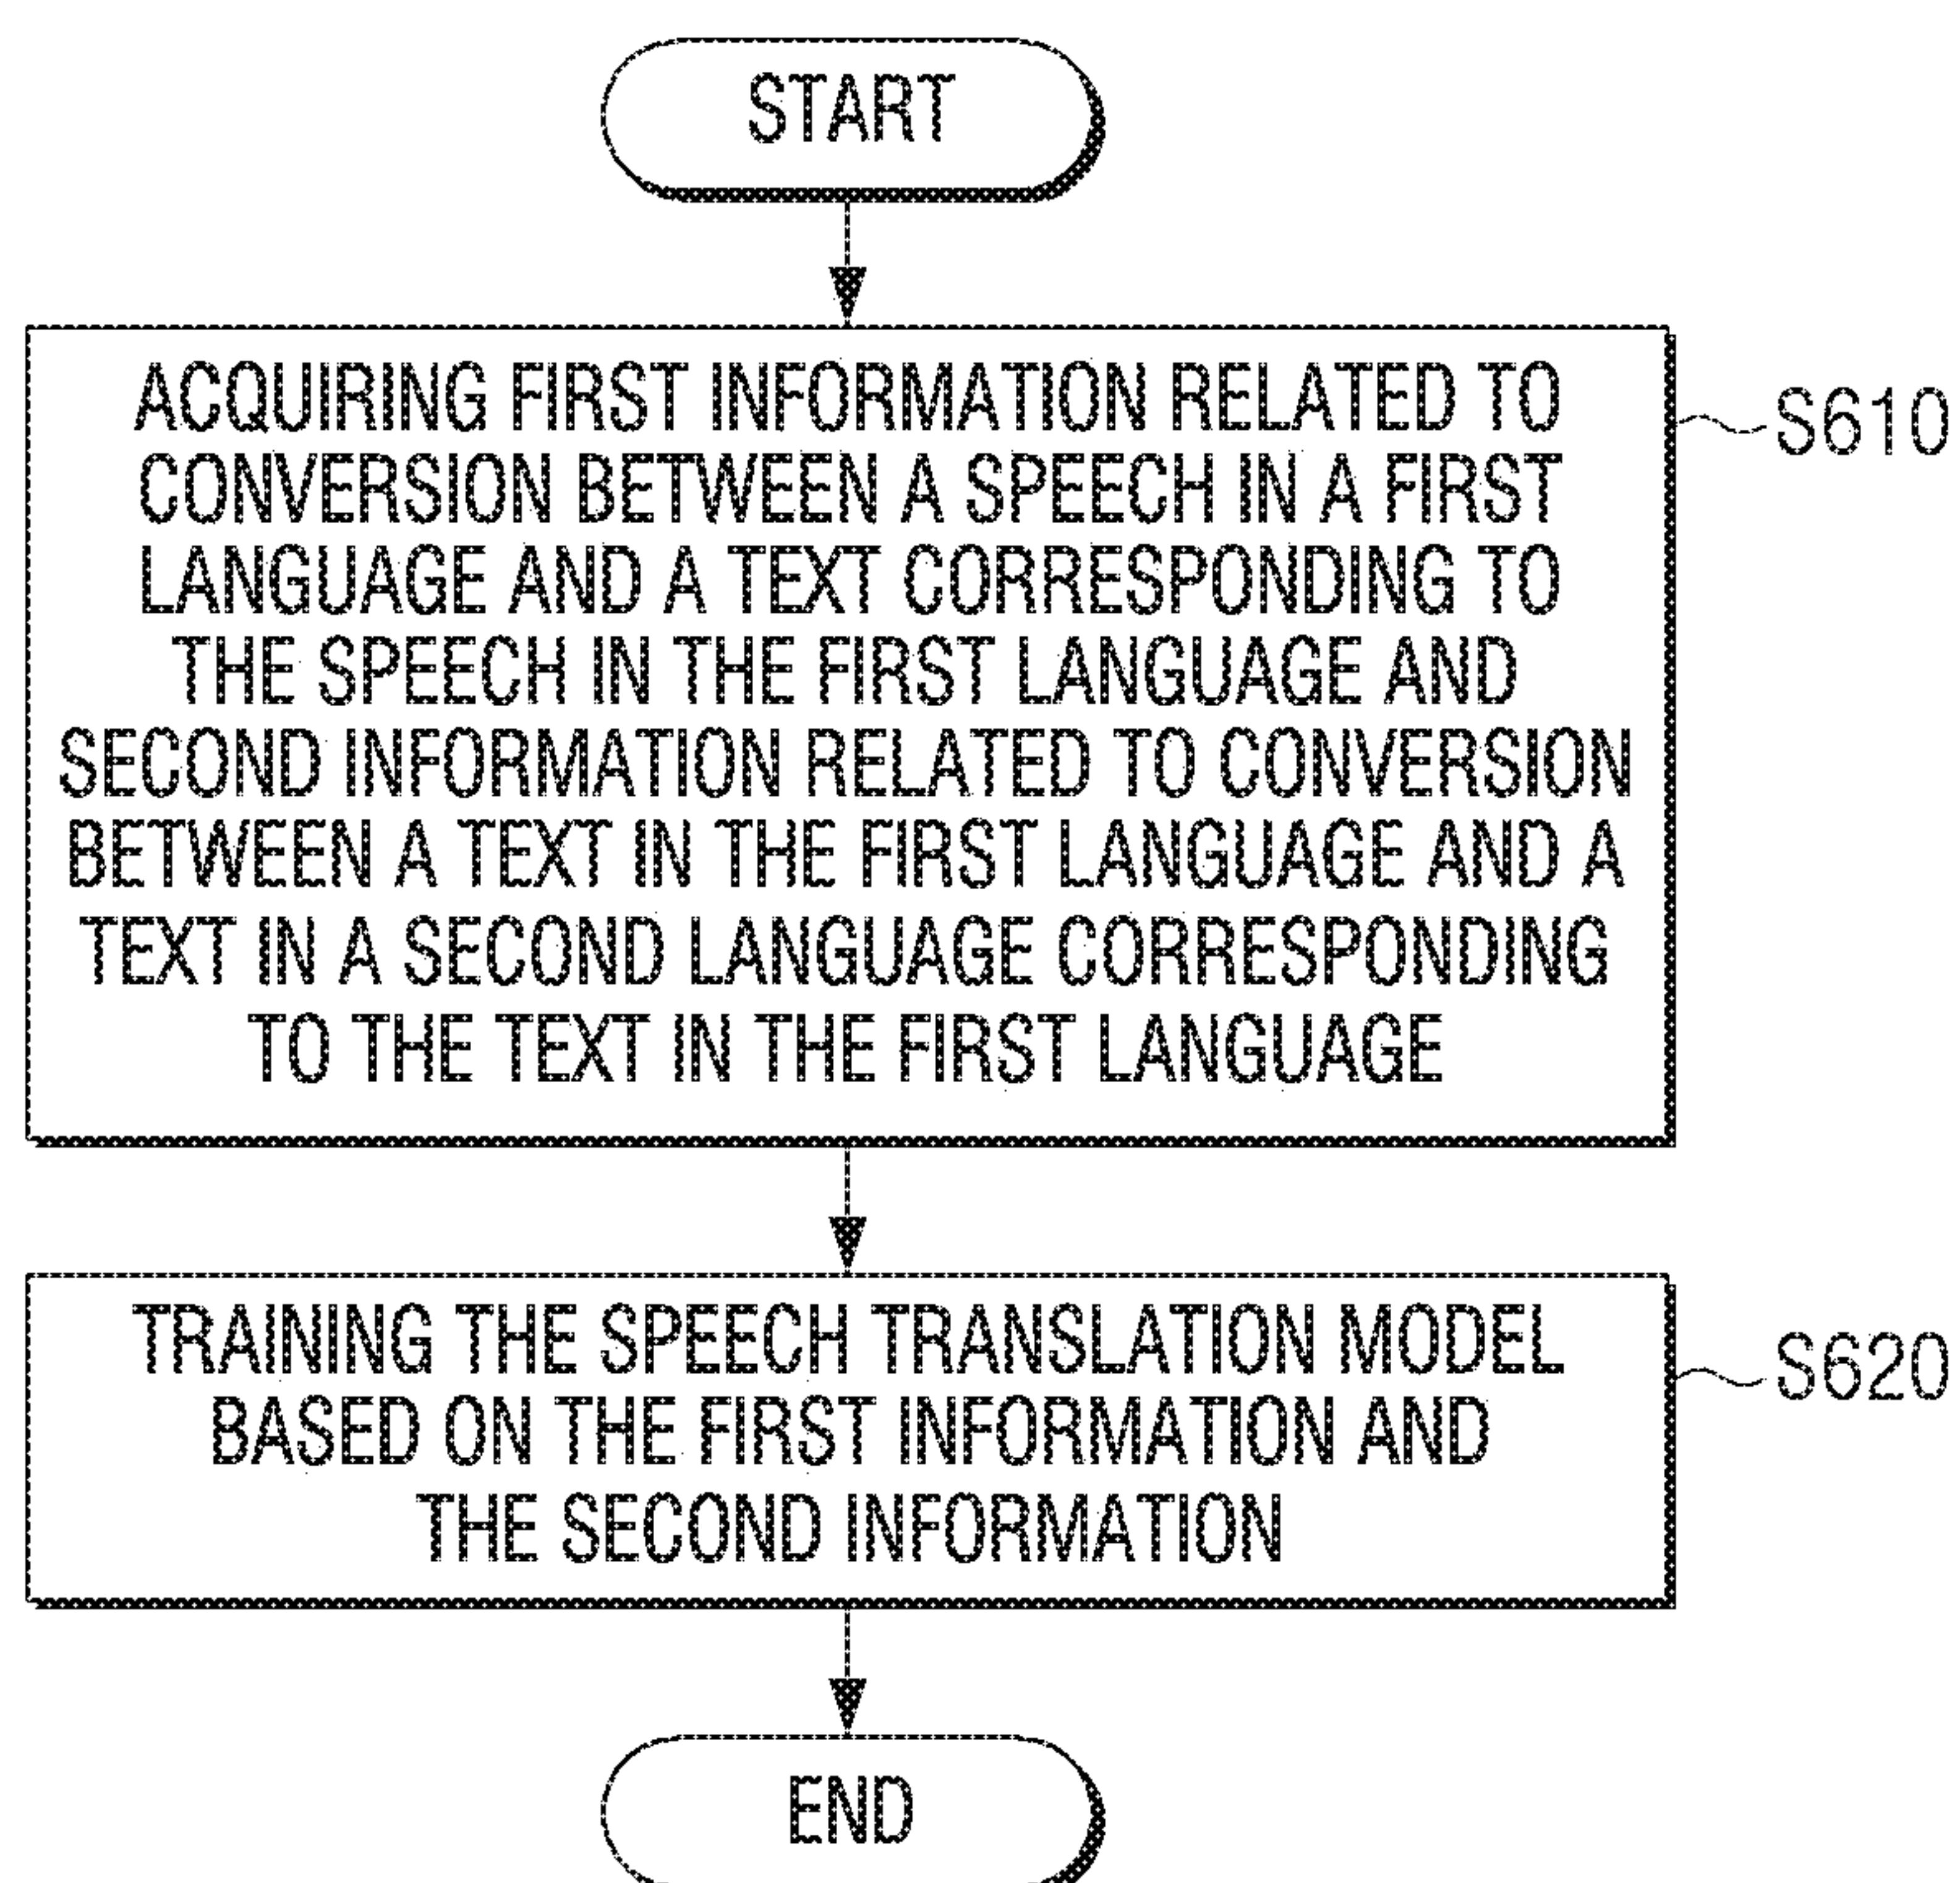 START
ACQUIRING FIRST INFORMATION RELATED TO
CONVERSION BETWEEN A SPEECH IN A FIRST
LANGUAGE AND A TEXT CORRESPONDING TO
THE SPEECH IN THE FIRST LANGUAGE AND
SECOND INFORMATION RELATED TO CONVERSION
BETWEEN A TEXT IN THE FIRST LANGUAGE AND A
TEXT IN A SECOND LANGUAGE CORRESPONDING
TO THE TEXT IN THE FIRST LANGUAGE
S610
TRAINING THE SPEECH TRANSLATION MODEL
BASED ON THE FIRST INFORMATION AND
THE SECOND INFORMATION
S620
END